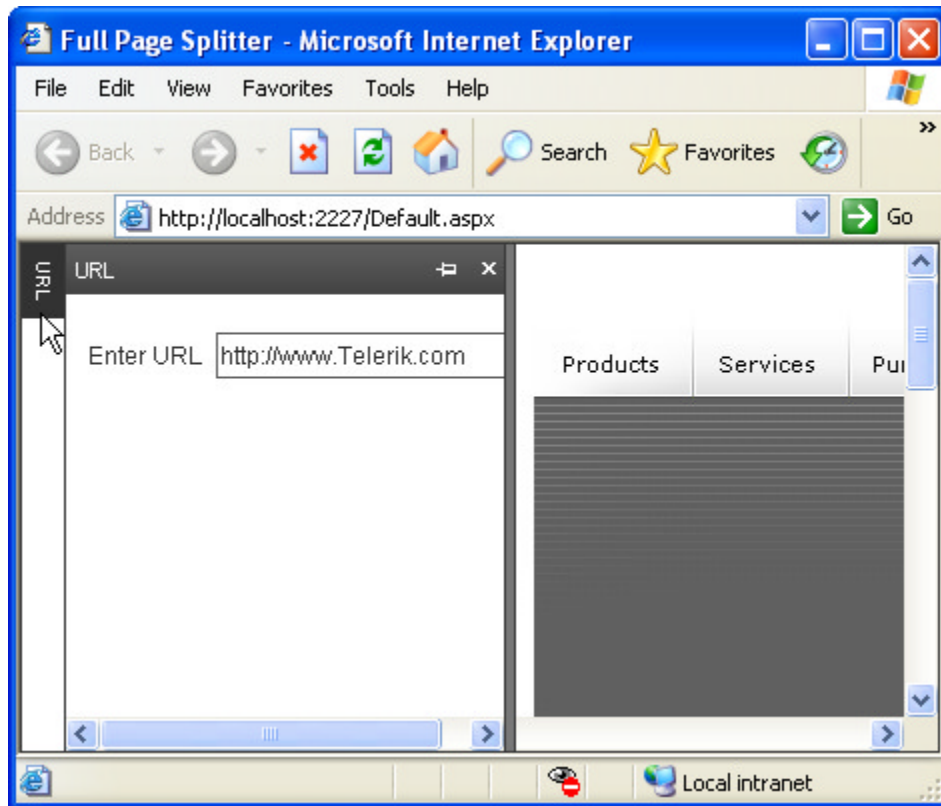 Full Page Splitter - Microsoft Internet Explorer
File Edit View Favorites Tools Help
Back Search Favorites »
Address http://localhost:2227/Default.aspx Go
URL
URL
Enter URL http://www.Telerik.com
Products Services Pur
Local intranet